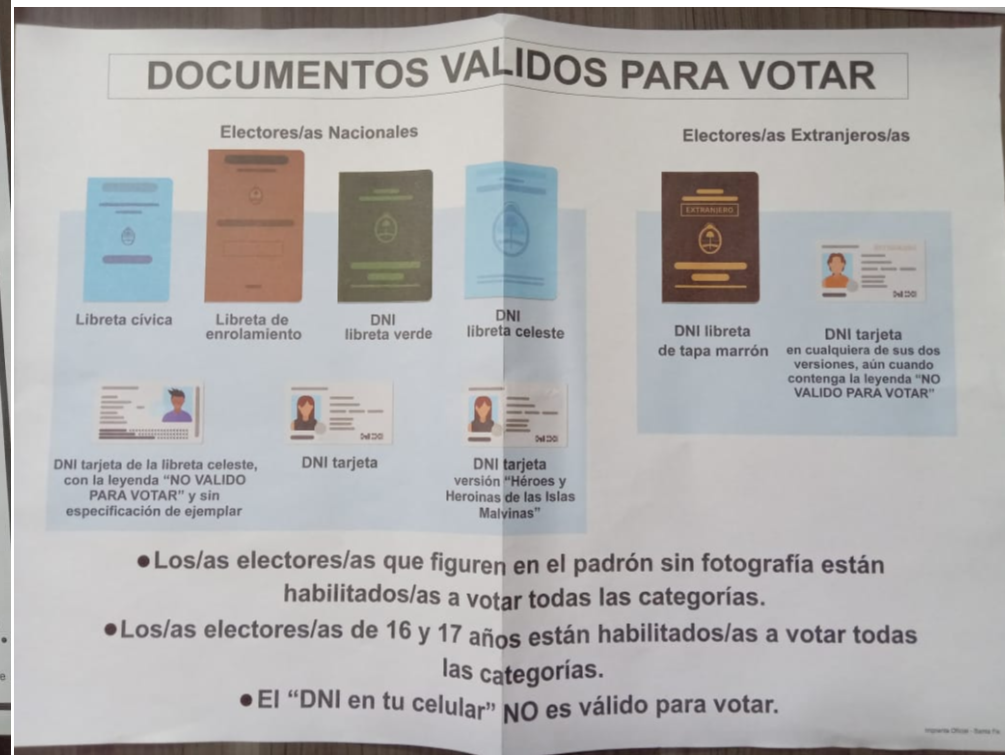 DOCUMENTOS VALIDOS PARA VOTAR
Electores/as Nacionales
Libreta cívica
Libreta de
enrolamiento
DNI
libreta verde
DNI
libreta celeste
DNI tarjeta de la libreta celeste,
con la leyenda “NO VALIDO
PARA VOTAR” y sin
especificación de ejemplar
DNI tarjeta
DNI tarjeta
versión “Héroes y
Heroinas de las Islas
Malvinas”
Electores/as Extranjeros/as
EXTRANJERO
DNI libreta
de tapa marrón
DNI tarjeta
en cualquiera de sus dos
versiones, aún cuando
contenga la leyenda “NO
VALIDO PARA VOTAR”
●Los/as electores/as que figuren en el padrón sin fotografía están
habilitados/as a votar todas las categorías.
●Los/as electores/as de 16 y 17 años están habilitados/as a votar todas
las categorías.
●El “DNI en tu celular” NO es válido para votar.
Imprenta Oficial - Santa Fe